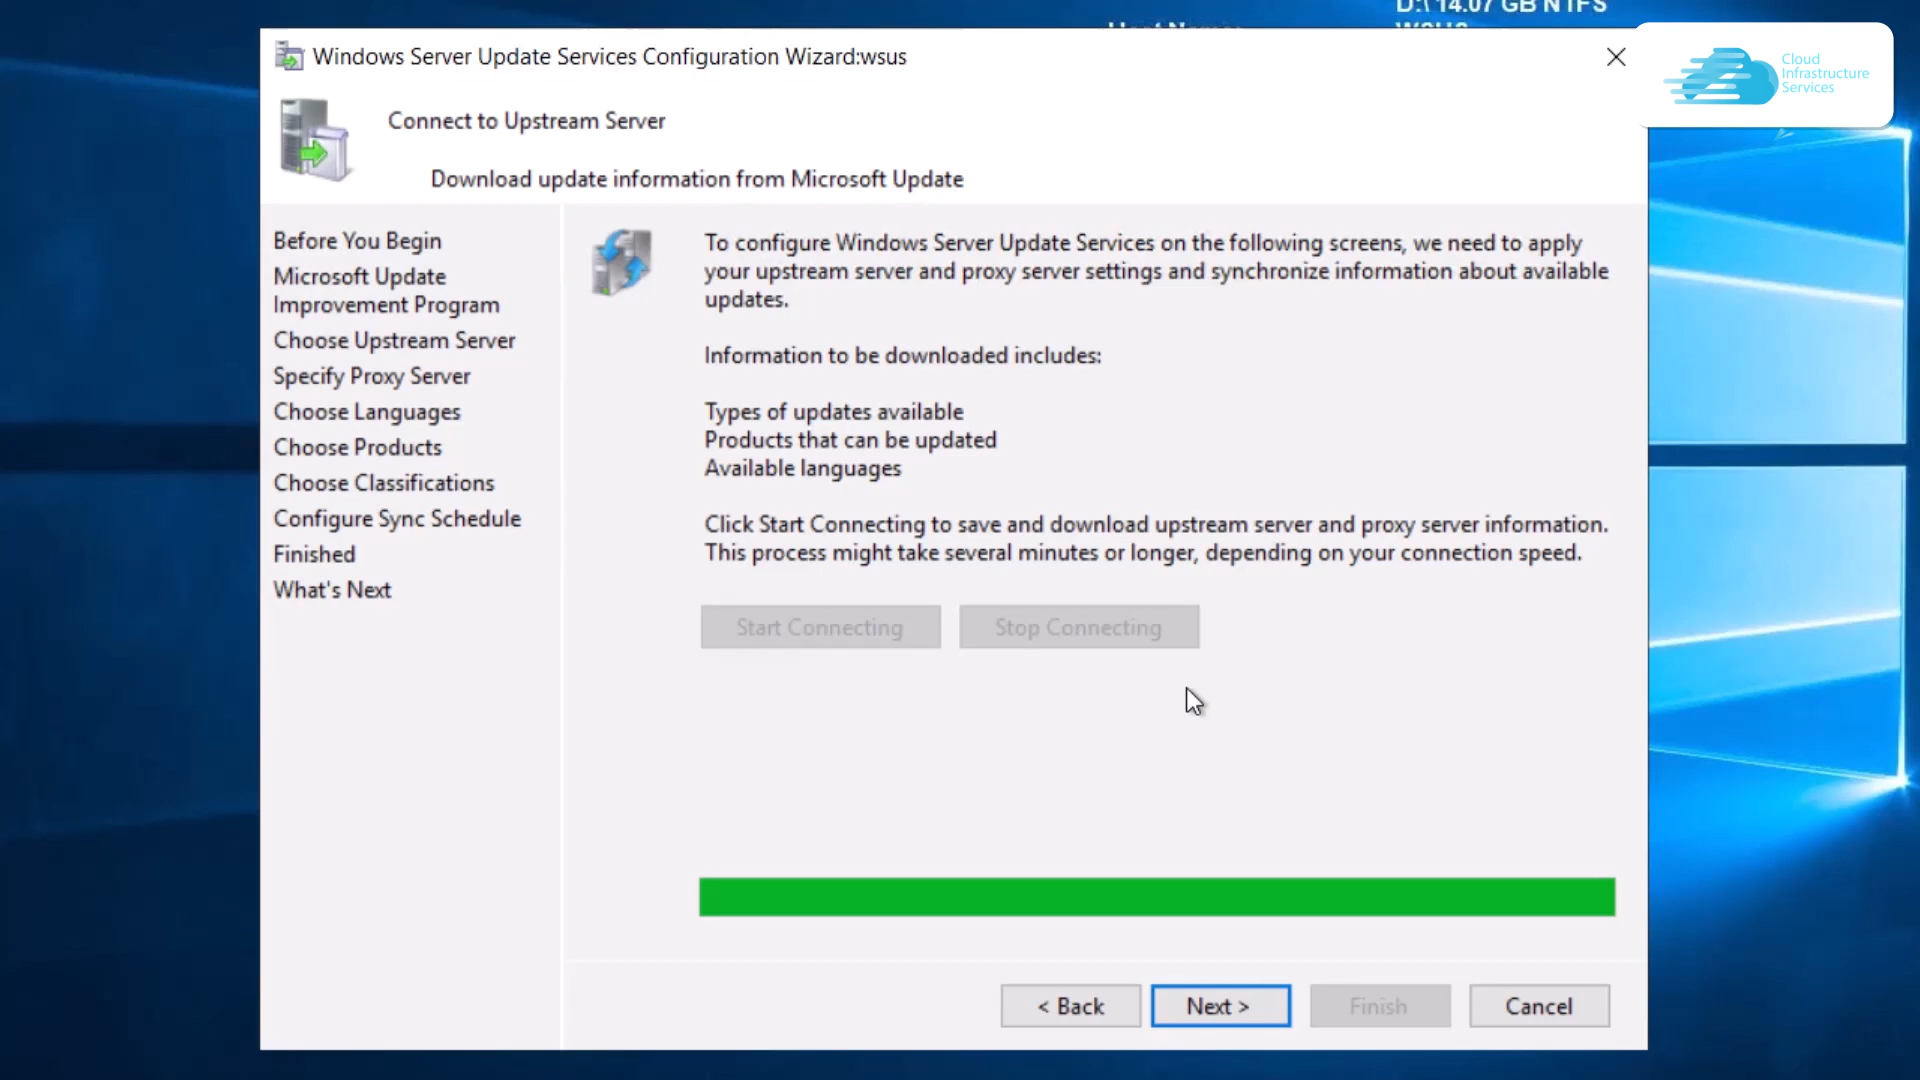 D:\ 14.07 GB NTFS
Windows Server Update Services Configuration Wizard:wsus
Cloud
Infrastructure
Services
Connect to Upstream Server
Download update information from Microsoft Update
Before You Begin
Microsoft Update
Improvement Program
Choose Upstream Server
Specify Proxy Server
Choose Languages
Choose Products
Choose Classifications
Configure Sync Schedule
Finished
What's Next
To configure Windows Server Update Services on the following screens, we need to apply
your upstream server and proxy server settings and synchronize information about available
updates.
Information to be downloaded includes:
Types of updates available
Products that can be updated
Available languages
Click Start Connecting to save and download upstream server and proxy server information.
This process might take several minutes or longer, depending on your connection speed.
Start Connecting
Stop Connecting
< Back
Next >
Finish
Cancel